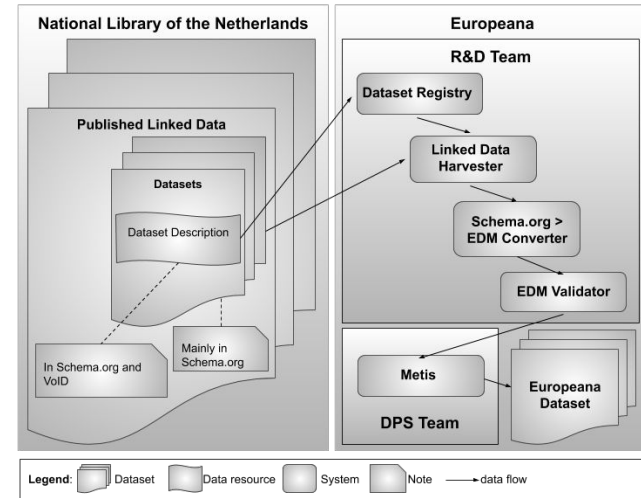 National Library of the Netherlands
Published Linked Data
Datasets
Dataset Description
In Schema.org and
VoID
Mainly in
Schema.org
Europeana
R&D Team
Dataset Registry
Linked Data
Harvester
Schema.org >
EDM Converter
EDM Validator
Metis
DPS Team
Europeana
Dataset
Legend: Dataset Data resource System Note data flow